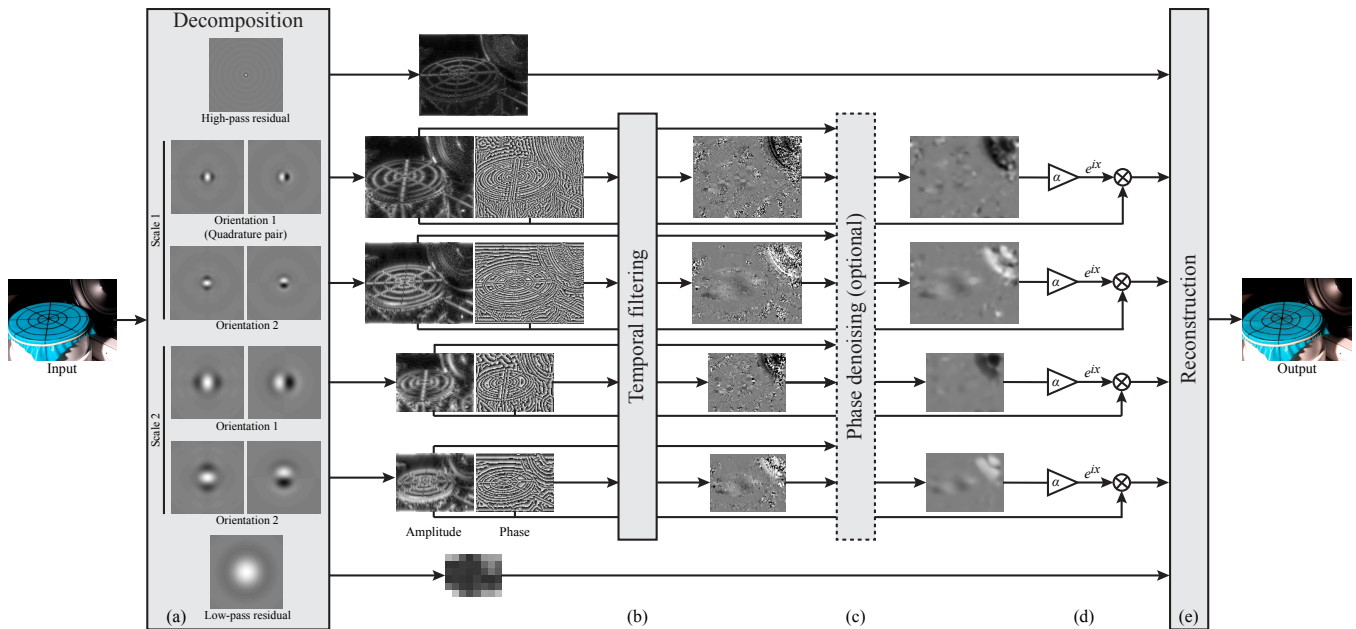 Decomposition
High-pass residual
Scale 1
Orientation 1
(Quadrature pair)
Orientation 2
Scale 2
Orientation 1
Orientation 2
Low-pass residual
Input
Amplitude
Phase
Temporal filtering
Phase denoising (optional)
α
e^{ix}
α
e^{ix}
α
e^{ix}
α
e^{ix}
Reconstruction
Output
(a)
(b)
(c)
(d)
(e)